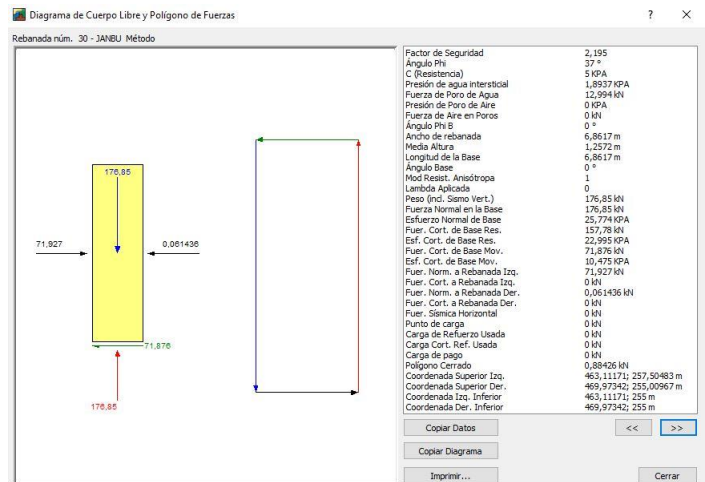 Diagrama de Cuerpo Libre y Polígono de Fuerzas
Rebanada núm. 30 - JANBU Método
176,85
71,927
0,061436
71,876
176,85
Factor de Seguridad 2,195
Ángulo Phi 37 °
C (Resistencia) 5 KPA
Presión de agua intersticial 1,8937 KPA
Fuerza de Poro de Agua 12,994 kN
Presión de Poro de Aire 0 KPA
Fuerza de Aire en Poros 0 kN
Ángulo Phi B 0 °
Ancho de rebanada 6,8617 m
Media Altura 1,2572 m
Longitud de la Base 6,8617 m
Ángulo Base 0 °
Mod Resist. Anisótropa 1
Lambda Aplicada 0
Peso (incl. Sismo Vert.) 176,85 kN
Fuerza Normal en la Base 176,85 kN
Esfuerzo Normal de Base 25,774 KPA
Fuer. Cort. de Base Res. 157,78 kN
Esf. Cort. de Base Res. 22,995 KPA
Fuer. Cort. de Base Mov. 71,876 kN
Esf. Cort. de Base Mov. 10,475 KPA
Fuer. Norm. a Rebanada Izq. 71,927 kN
Fuer. Cort. a Rebanada Izq. 0 kN
Fuer. Norm. a Rebanada Der. 0,061436 kN
Fuer. Cort. a Rebanada Der. 0 kN
Fuer. Sísmica Horizontal 0 kN
Punto de carga 0 kN
Carga de Refuerzo Usada 0 kN
Carga Cort. Ref. Usada 0 kN
Carga de pago 0 kN
Polígono Cerrado 0,88426 kN
Coordenada Superior Izq. 463,11171; 257,50483 m
Coordenada Superior Der. 469,97342; 255,00967 m
Coordenada Izq. Inferior 463,11171; 255 m
Coordenada Der. Inferior 469,97342; 255 m
Copiar Datos << >>
Copiar Diagrama
Imprimir... Cerrar